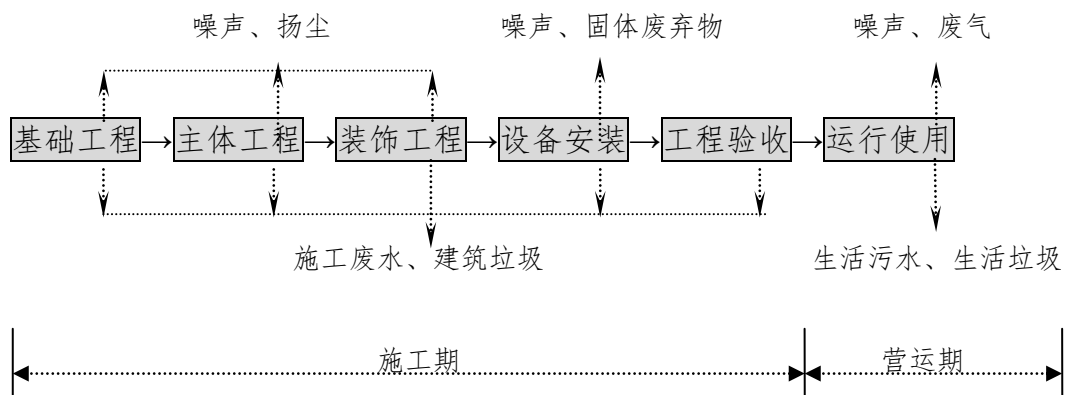 噪声、扬尘 噪声、固体废弃物 噪声、废气
基础工程→主体工程→装饰工程→设备安装→工程验收→运行使用
施工废水、建筑垃圾 生活污水、生活垃圾
施工期 营运期